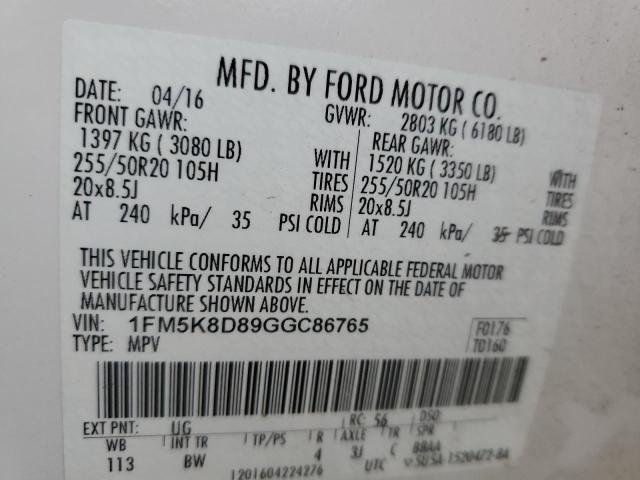 MFD. BY FORD MOTOR CO.
DATE: 04/16 GVWR: 2803 KG ( 6180 LB)
FRONT GAWR: REAR GAWR:
1397 KG ( 3080 LB) WITH 1520 KG ( 3350 LB) WITH
255/50R20 105H TIRES 255/50R20 105H TIRES
20x8.5J RIMS 20x8.5J RIMS
AT 240 kPa/ 35 PSI COLD AT 240 kPa/ 35 PSI COLD
THIS VEHICLE CONFORMS TO ALL APPLICABLE FEDERAL MOTOR
VEHICLE SAFETY STANDARDS IN EFFECT ON THE DATE OF
MANUFACTURE SHOWN ABOVE.
VIN: 1FM5K8D89GGC86765 F0176
TYPE: MPV T0160
EXT PNT: UG RC: 56 DSO:
WB INT TR TP/PS R AXLE TR SPR
113 BW 4 3J C BBAA
1201604224276 UTC